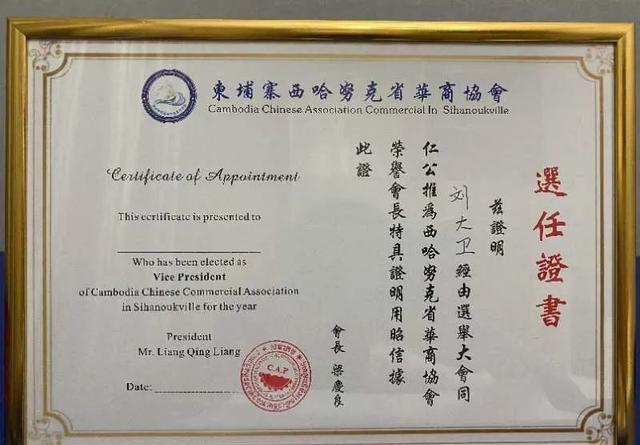 柬埔寨西哈努克省華商協會
Cambodia Chinese Association Commercial In Sihanoukville
Certificate of Appointment
This certificate is presented to
Who has been elected as
Vice President
of Cambodia Chinese Commercial Association
in Sihanoukville for the year
President
Mr. Liang Qing Liang
Date:
C.A.P
選任證書
茲證明
刘大卫經由選舉大會同
仁公推為西哈努克省華商協會
榮譽會長特具證明用昭信據
此證
會長 梁慶良